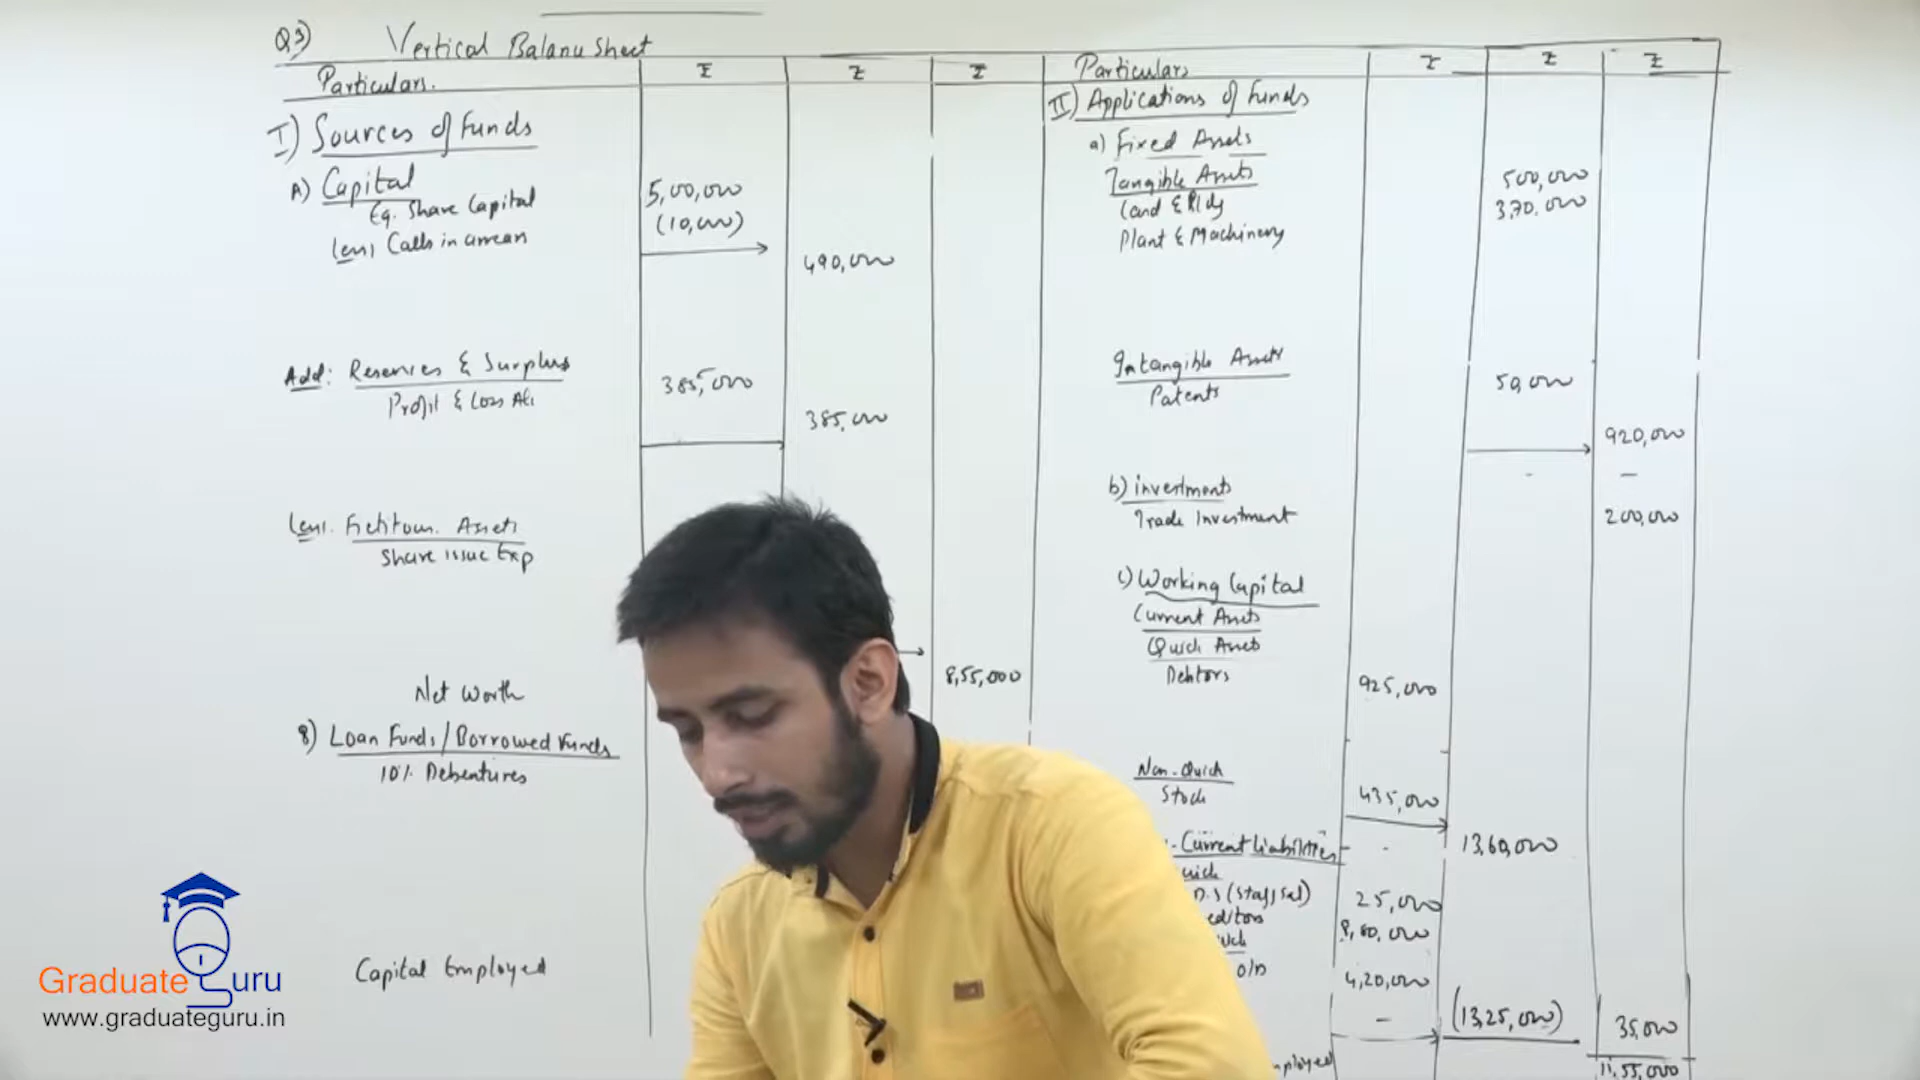 Q3) Vertical Balance Sheet
Particulars. ₹ ₹ ₹
I) Sources of Funds
A) Capital
Eq. Share Capital 5,00,000
Less; Calls in arrears (10,000)
490,000
Add: Reserves & Surplus
Profit & Loss A/c 385,000
385,000
Less. Fictitious. Assets
Share issue Exp
Net worth 8,55,000
B) Loan Funds/Borrowed Funds
10% Debentures
Capital Employed
Particulars ₹ ₹ ₹
II) Applications of Funds
a) Fixed Assets
Tangible Assets
Land & Bldg 500,000
Plant & Machinery 3,70,000
Intangible Assets
Patents 50,000
920,000
b) investments
Trade Investment 200,000
c) Working Capital
Current Assets
Quick Assets
Debtors 925,000
Non-Quick
Stock 435,000
13,60,000
Current Liabilities
(Staff Sal) 25,000
8,80,000
O/D 4,20,000
(13,25,000) 35,000
11,55,000
Graduate Guru
www.graduateguru.in